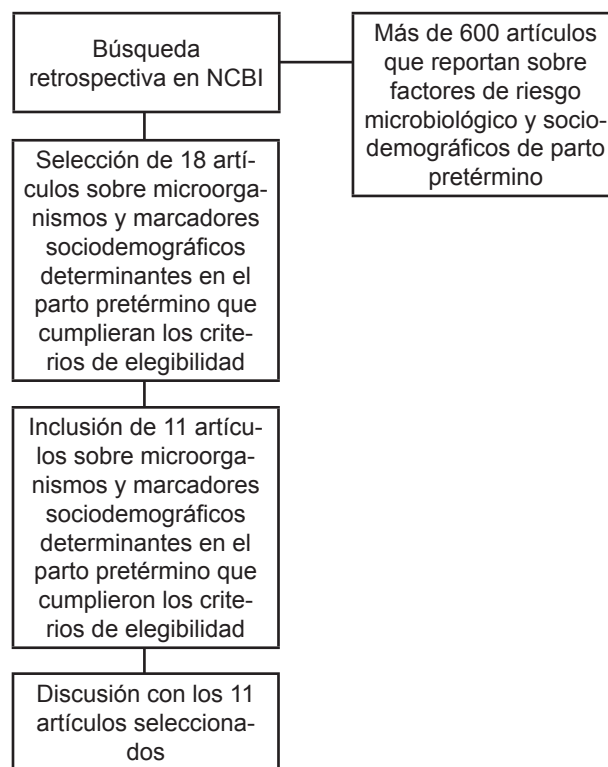 Búsqueda
retrospectiva en NCBI
Más de 600 artículos
que reportan sobre
factores de riesgo
microbiológico y socio-
demográficos de parto
pretérmino
Selección de 18 artí-
culos sobre microorga-
nismos y marcadores
sociodemográficos
determinantes en el
parto pretérmino que
cumplieran los crite-
rios de elegibilidad
Inclusión de 11 artícu-
los sobre microorga-
nismos y marcadores
sociodemográficos
determinantes en el
parto pretérmino que
cumplieron los crite-
rios de elegibilidad
Discusión con los 11
artículos selecciona-
dos